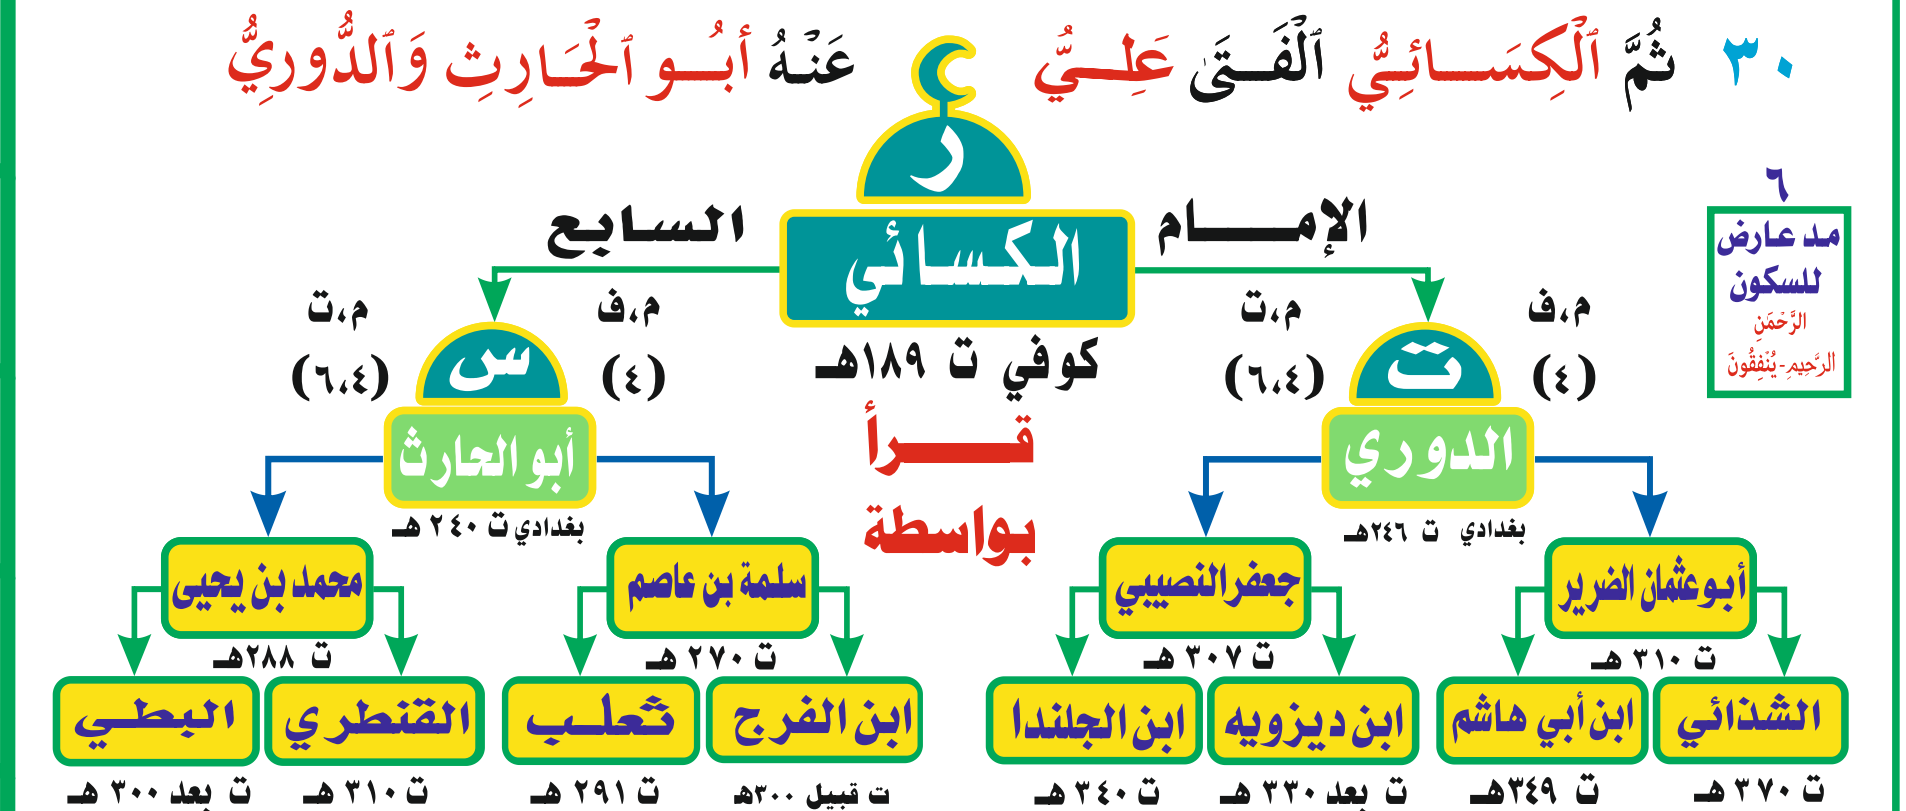 ٣٠ ثُمَّ ٱلْكِسَائِيُّ ٱلْفَتَىٰ عَلِيُّ عَنْهُ أَبُو ٱلْحَارِثِ وَٱلدُّورِيُّ
ر
٦
مد عارض
للسكون
الرَّحْمَٰنِ
الرَّحِيمِ - يُنْفِقُونَ
الإمام الكسائي السابع
م،ف م،ت م،ف م،ت
(٤) ت (٦،٤) كوفي ت ١٨٩هـ (٤) س (٦،٤)
الدوري قرأ أبو الحارث
بغدادي ت ٢٤٦هـ بواسطة بغدادي ت ٢٤٠ هـ
أبو عثمان الضرير جعفر النصيبي سلمة بن عاصم محمد بن يحيى
ت ٣١٠ هـ ت ٣٠٧ هـ ت ٢٧٠ هـ ت ٢٨٨هـ
الشذائي ابن أبي هاشم ابن ديزويه ابن الجلندا ابن الفرج ثعلب القنطري البطي
ت ٣٧٠ هـ ت ٣٤٩هـ ت بعد ٣٣٠ هـ ت ٣٤٠ هـ ت قبيل ٣٠٠هـ ت ٢٩١ هـ ت ٣١٠ هـ ت بعد ٣٠٠ هـ